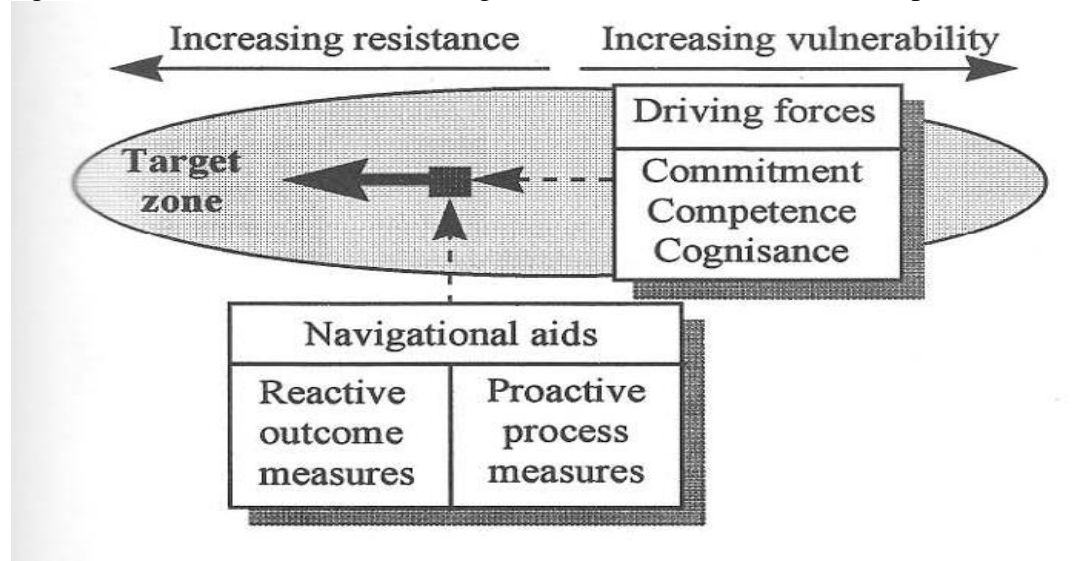 Increasing resistance
Increasing vulnerability
Driving forces
Commitment
Competence
Cognisance
Target
zone
Navigational aids
Reactive
outcome
measures
Proactive
process
measures